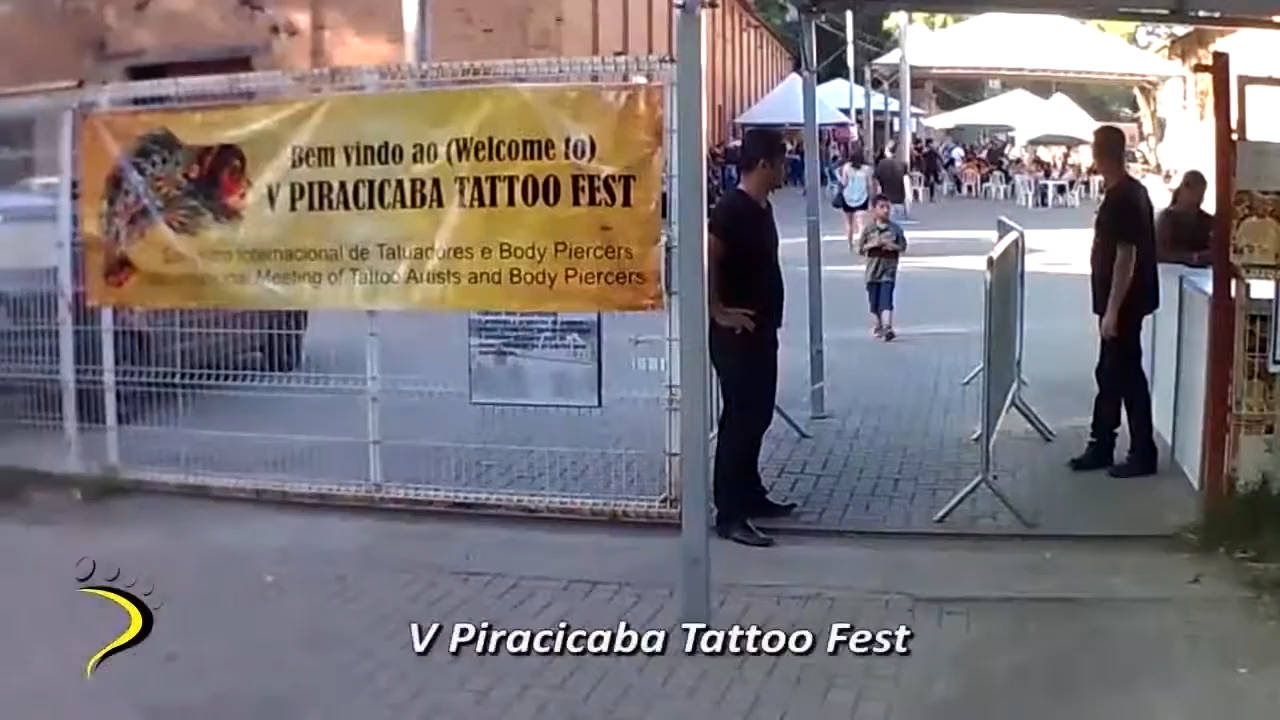 Bem vindo ao (Welcome to)
V PIRACICABA TATTOO FEST
Internacional de Tatuadores e Body Piercers
Meeting of Tattoo Artists and Body Piercers
V Piracicaba Tattoo Fest